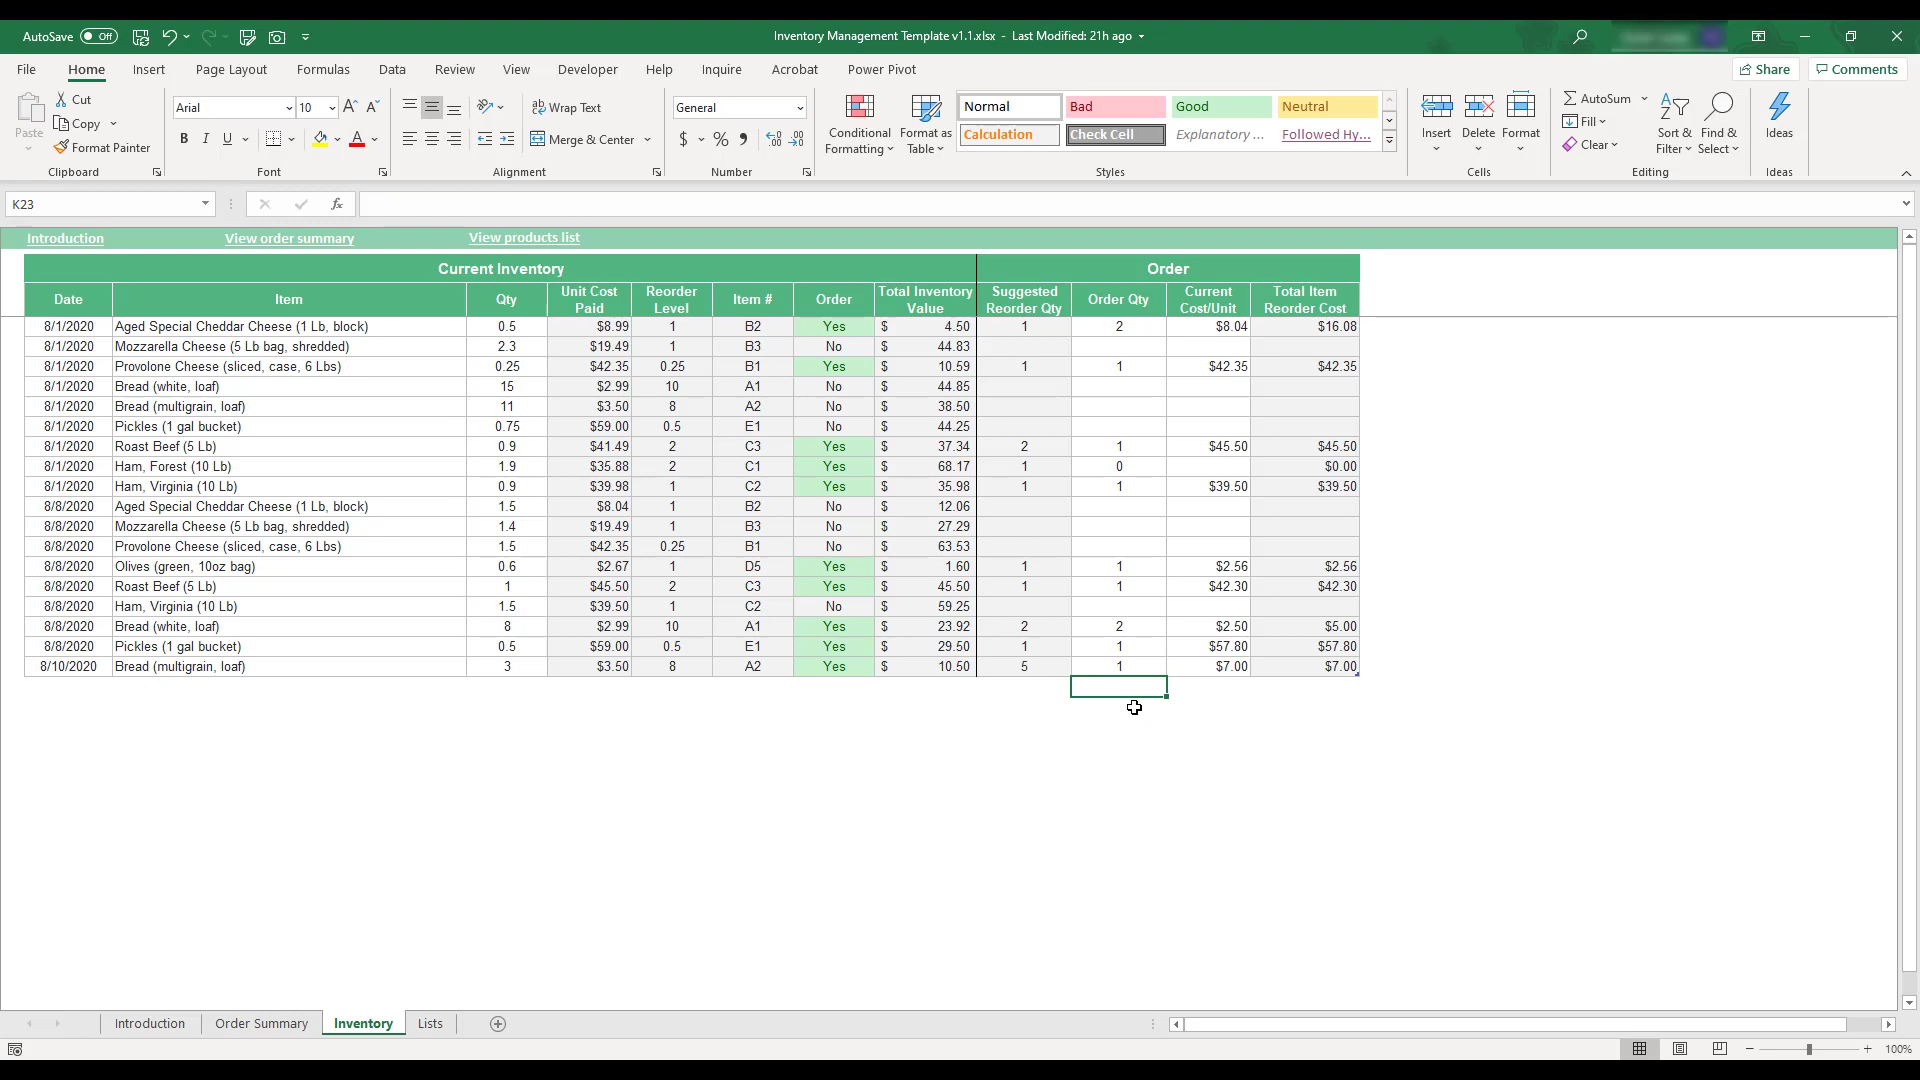 AutoSave Off Inventory Management Template v1.1.xlsx - Last Modified: 21h ago
File Home Insert Page Layout Formulas Data Review View Developer Help Inquire Acrobat Power Pivot Share Comments
Paste Cut Copy Format Painter Clipboard
Arial 10 A A B I U A Font
Wrap Text Merge & Center Alignment
General $ % Number
Conditional Formatting Format as Table
Normal Bad Good Neutral
Calculation Check Cell Explanatory ... Followed Hy...
Styles
Insert Delete Format Cells
AutoSum Fill Clear Sort & Filter Find & Select Editing
Ideas Ideas
K23 fx
Introduction View order summary View products list
Current Inventory Order
Date Item Qty Unit Cost Paid Reorder Level Item # Order Total Inventory Value Suggested Reorder Qty Order Qty Current Cost/Unit Total Item Reorder Cost
8/1/2020 Aged Special Cheddar Cheese (1 Lb, block) 0.5 $8.99 1 B2 Yes $ 4.50 1 2 $8.04 $16.08
8/1/2020 Mozzarella Cheese (5 Lb bag, shredded) 2.3 $19.49 1 B3 No $ 44.83
8/1/2020 Provolone Cheese (sliced, case, 6 Lbs) 0.25 $42.35 0.25 B1 Yes $ 10.59 1 1 $42.35 $42.35
8/1/2020 Bread (white, loaf) 15 $2.99 10 A1 No $ 44.85
8/1/2020 Bread (multigrain, loaf) 11 $3.50 8 A2 No $ 38.50
8/1/2020 Pickles (1 gal bucket) 0.75 $59.00 0.5 E1 No $ 44.25
8/1/2020 Roast Beef (5 Lb) 0.9 $41.49 2 C3 Yes $ 37.34 2 1 $45.50 $45.50
8/1/2020 Ham, Forest (10 Lb) 1.9 $35.88 2 C1 Yes $ 68.17 1 0 $0.00
8/1/2020 Ham, Virginia (10 Lb) 0.9 $39.98 1 C2 Yes $ 35.98 1 1 $39.50 $39.50
8/8/2020 Aged Special Cheddar Cheese (1 Lb, block) 1.5 $8.04 1 B2 No $ 12.06
8/8/2020 Mozzarella Cheese (5 Lb bag, shredded) 1.4 $19.49 1 B3 No $ 27.29
8/8/2020 Provolone Cheese (sliced, case, 6 Lbs) 1.5 $42.35 0.25 B1 No $ 63.53
8/8/2020 Olives (green, 10oz bag) 0.6 $2.67 1 D5 Yes $ 1.60 1 1 $2.56 $2.56
8/8/2020 Roast Beef (5 Lb) 1 $45.50 2 C3 Yes $ 45.50 1 1 $42.30 $42.30
8/8/2020 Ham, Virginia (10 Lb) 1.5 $39.50 1 C2 No $ 59.25
8/8/2020 Bread (white, loaf) 8 $2.99 10 A1 Yes $ 23.92 2 2 $2.50 $5.00
8/8/2020 Pickles (1 gal bucket) 0.5 $59.00 0.5 E1 Yes $ 29.50 1 1 $57.80 $57.80
8/10/2020 Bread (multigrain, loaf) 3 $3.50 8 A2 Yes $ 10.50 5 1 $7.00 $7.00
Introduction Order Summary Inventory Lists
100%